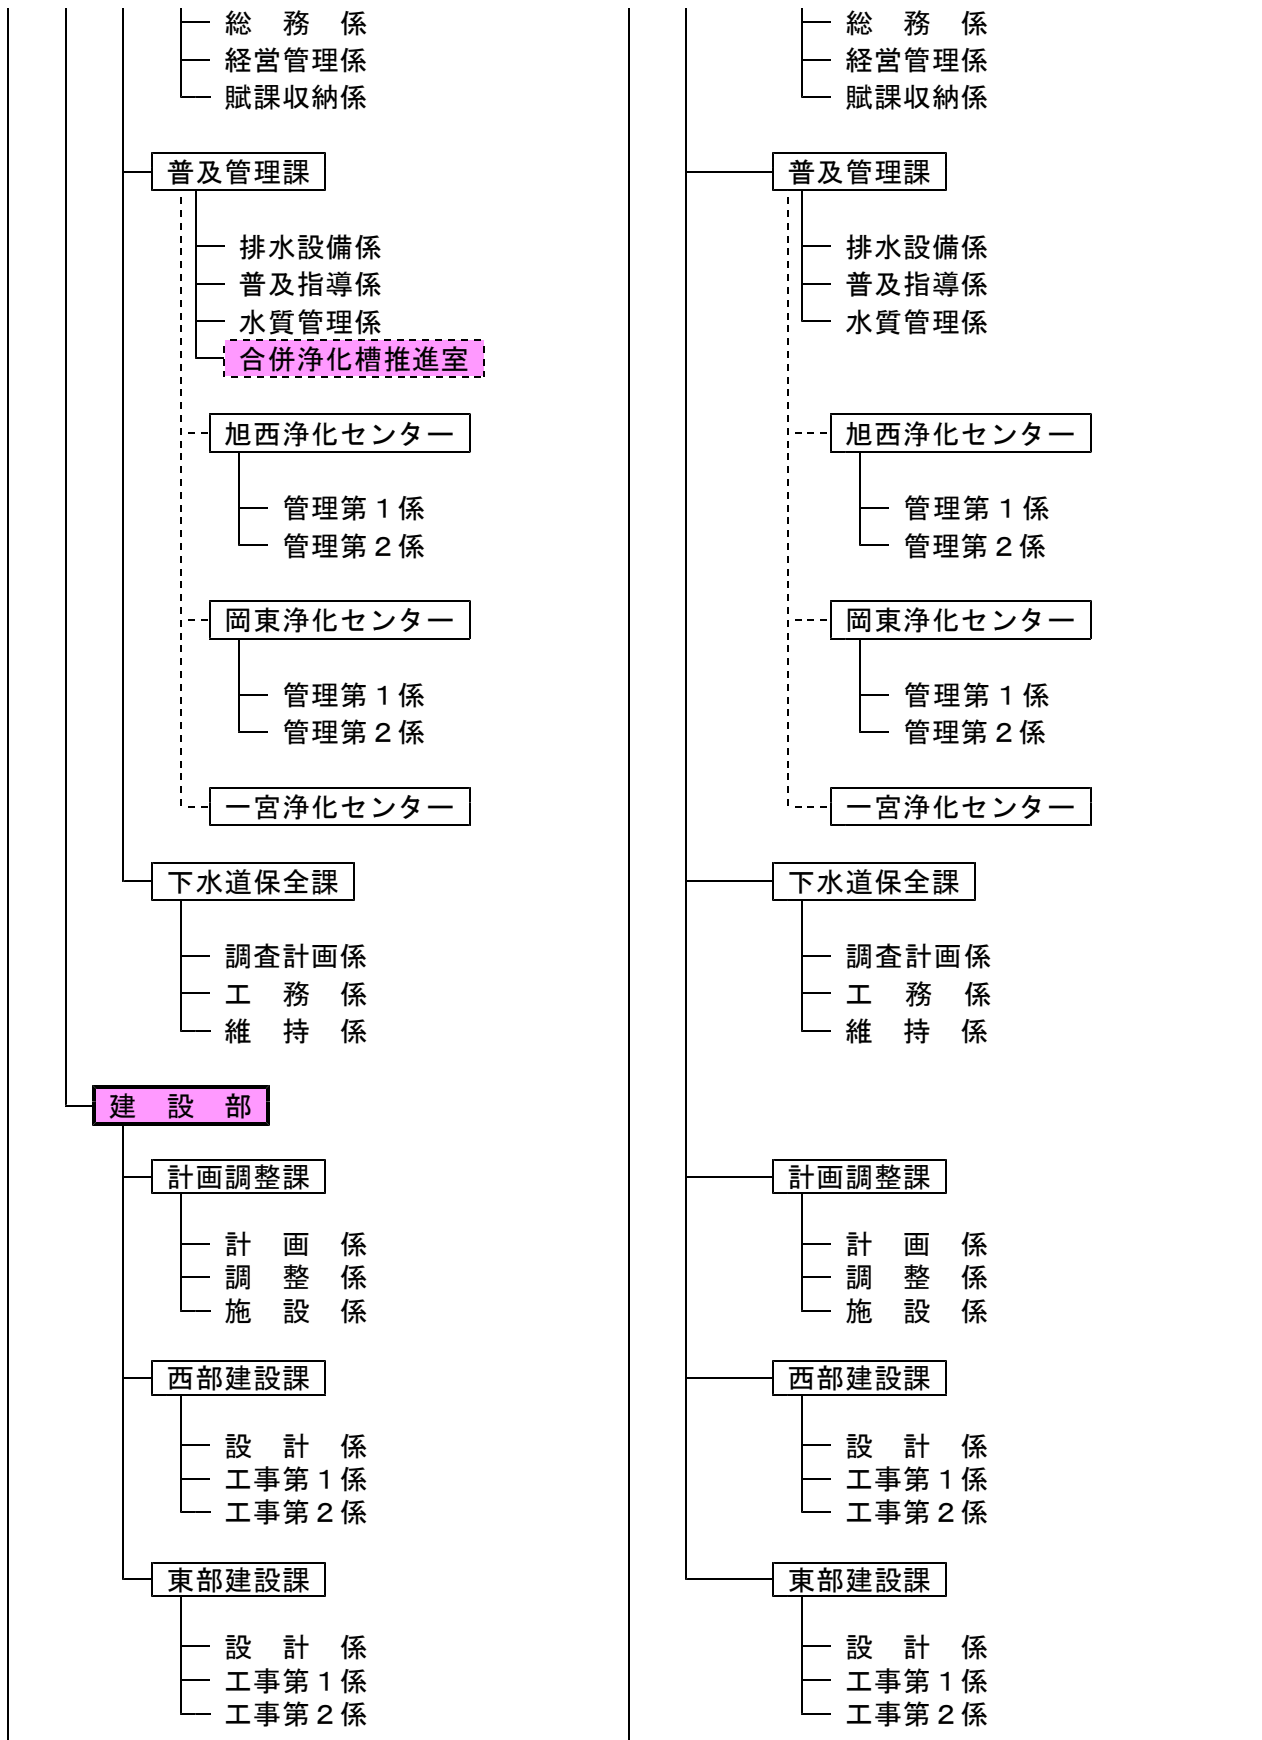 総　務　係
経営管理係
賦課収納係
普及管理課
排水設備係
普及指導係
水質管理係
合併浄化槽推進室
旭西浄化センター
管理第１係
管理第２係
岡東浄化センター
管理第１係
管理第２係
一宮浄化センター
下水道保全課
調査計画係
工　務　係
維　持　係
建　設　部
計画調整課
計　画　係
調　整　係
施　設　係
西部建設課
設　計　係
工事第１係
工事第２係
東部建設課
設　計　係
工事第１係
工事第２係
総　務　係
経営管理係
賦課収納係
普及管理課
排水設備係
普及指導係
水質管理係
旭西浄化センター
管理第１係
管理第２係
岡東浄化センター
管理第１係
管理第２係
一宮浄化センター
下水道保全課
調査計画係
工　務　係
維　持　係
計画調整課
計　画　係
調　整　係
施　設　係
西部建設課
設　計　係
工事第１係
工事第２係
東部建設課
設　計　係
工事第１係
工事第２係